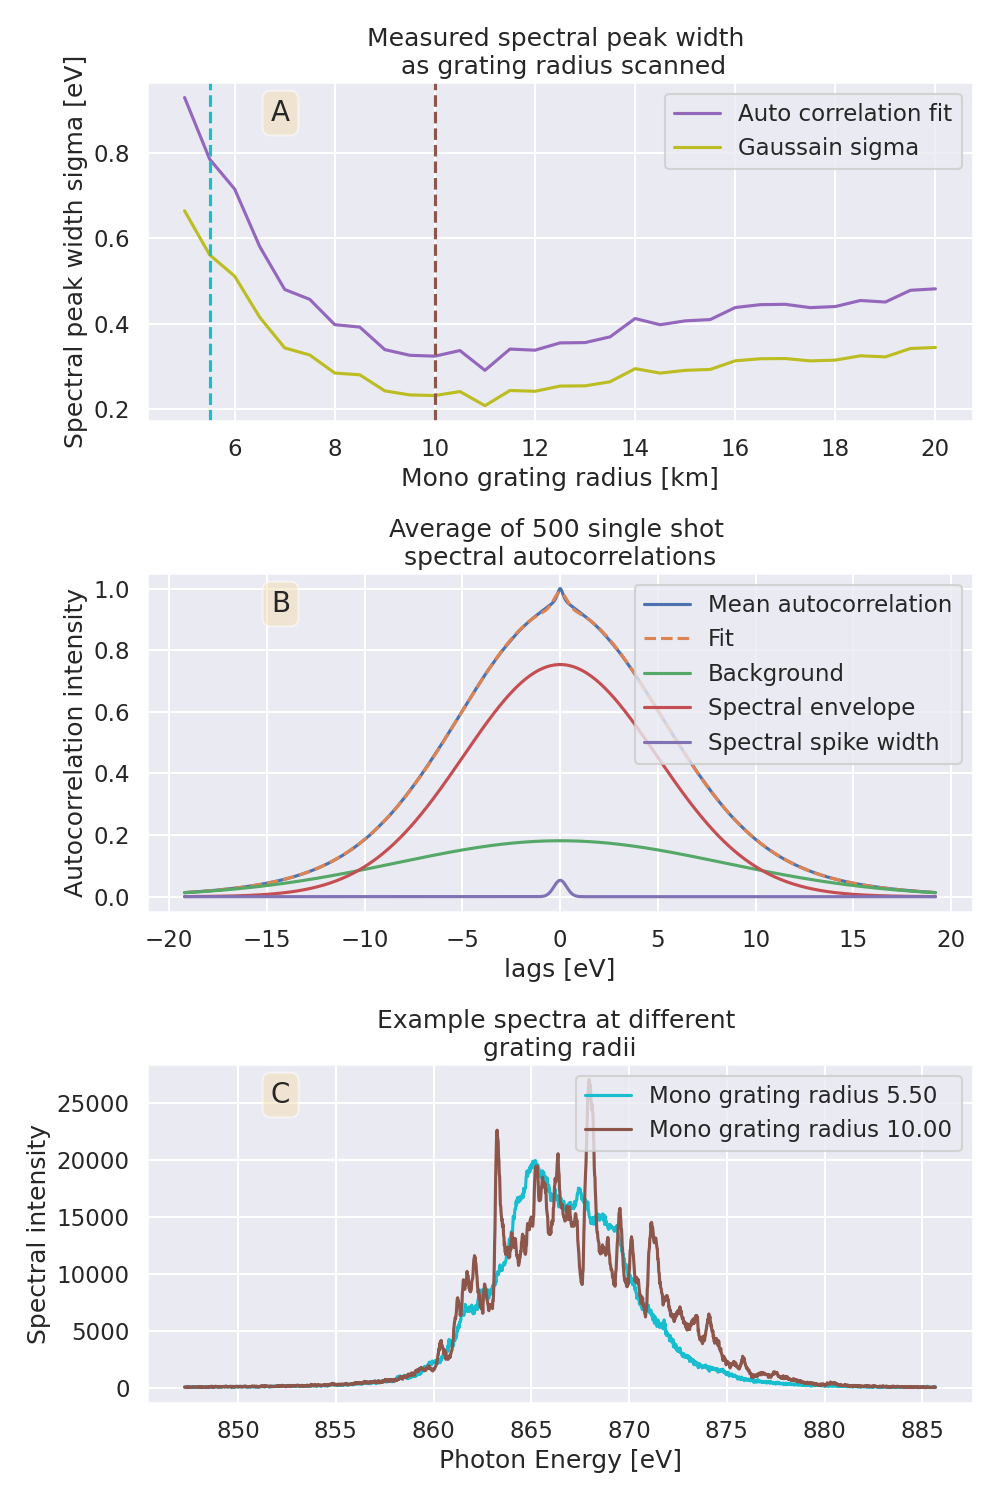 Measured spectral peak width
as grating radius scanned
Spectral peak width sigma [eV]
A
Auto correlation fit
Gaussain sigma
0.8
0.6
0.4
0.2
6 8 10 12 14 16 18 20
Mono grating radius [km]
Average of 500 single shot
spectral autocorrelations
Autocorrelation intensity
B
Mean autocorrelation
Fit
Background
Spectral envelope
Spectral spike width
1.0
0.8
0.6
0.4
0.2
0.0
−20 −15 −10 −5 0 5 10 15 20
lags [eV]
Example spectra at different
grating radii
Spectral intensity
C
Mono grating radius 5.50
Mono grating radius 10.00
25000
20000
15000
10000
5000
0
850 855 860 865 870 875 880 885
Photon Energy [eV]